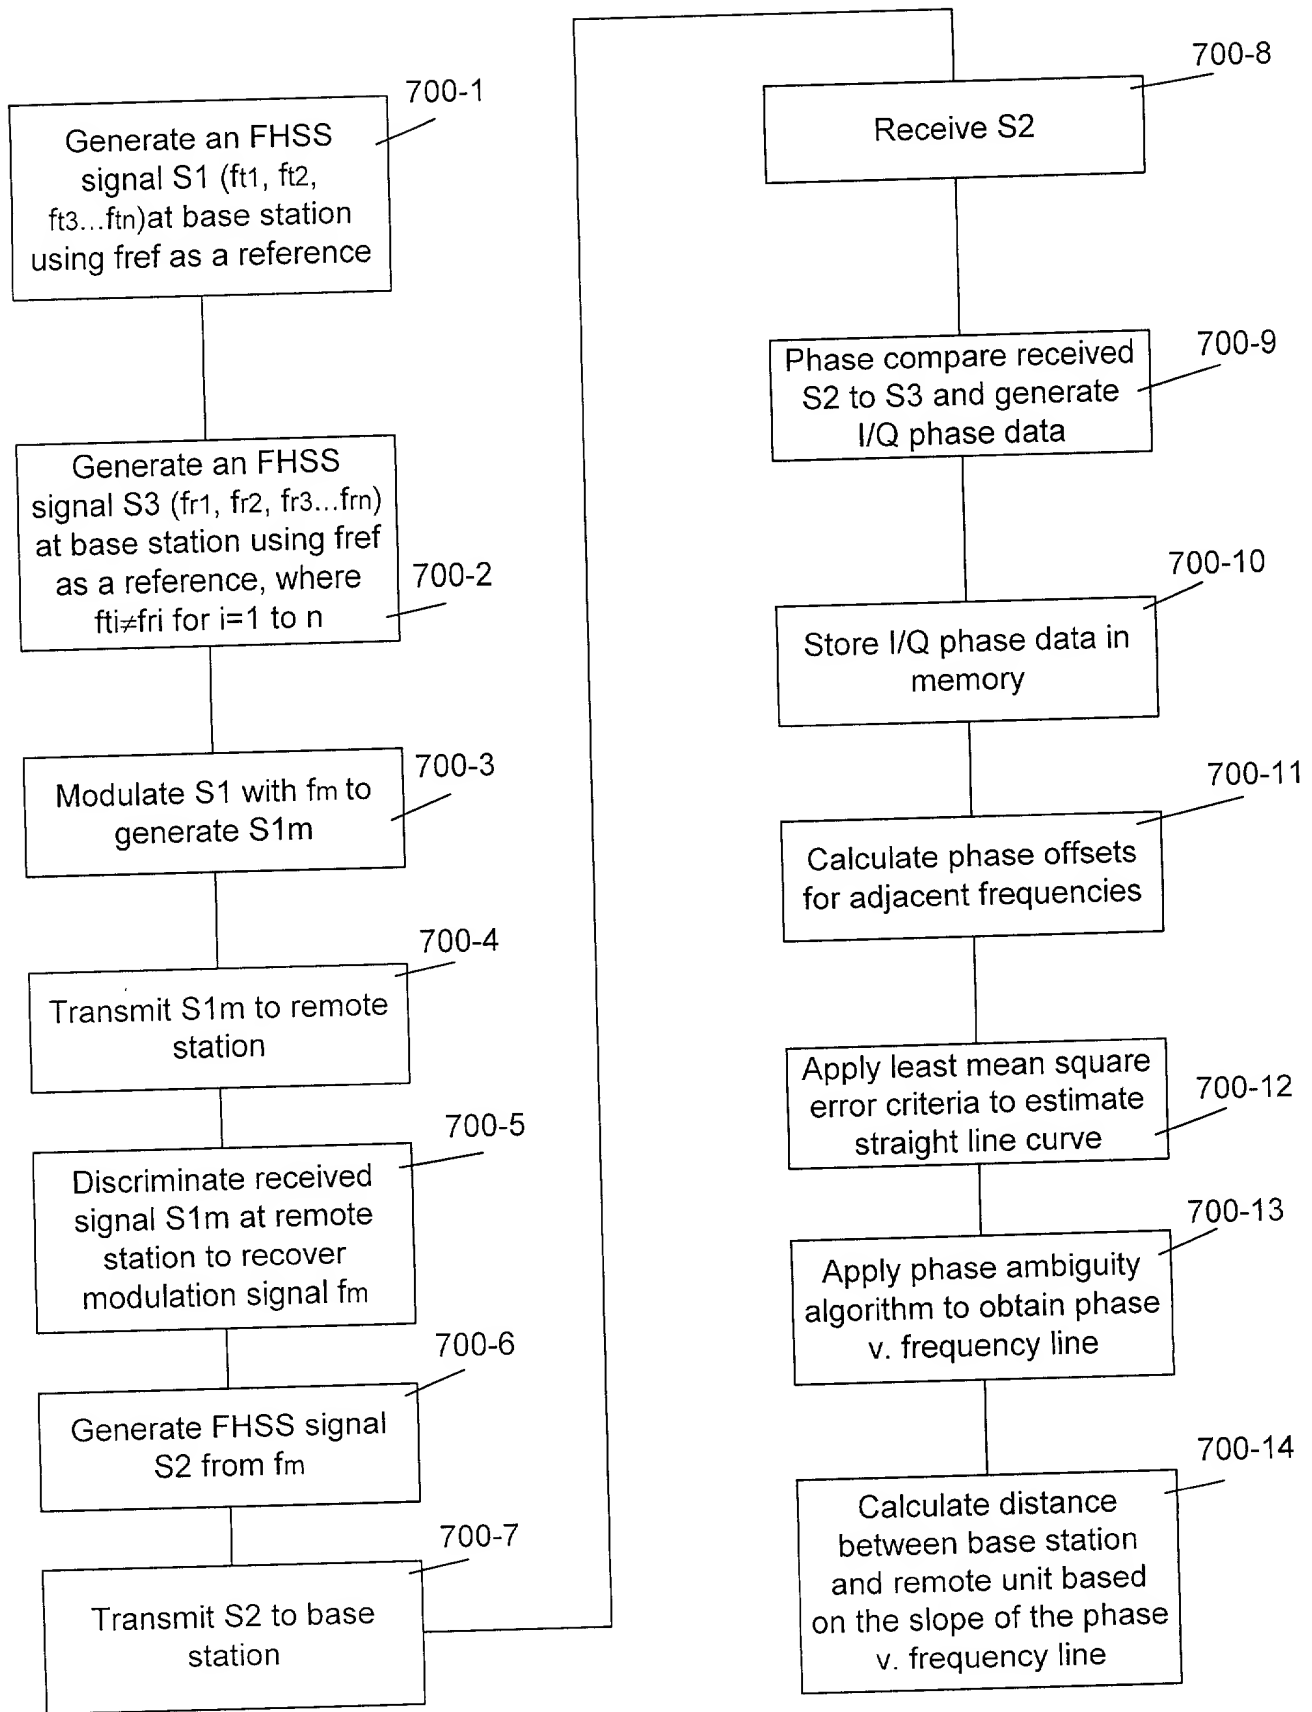 700-1
Generate an FHSS
signal S1 (ft1, ft2,
ft3...ftn)at base station
using fref as a reference
Generate an FHSS
signal S3 (fr1, fr2, fr3...frn)
at base station using fref
as a reference, where
fti≠fri for i=1 to n
700-2
700-3
Modulate S1 with fm to
generate S1m
700-4
Transmit S1m to remote
station
700-5
Discriminate received
signal S1m at remote
station to recover
modulation signal fm
700-6
Generate FHSS signal
S2 from fm
700-7
Transmit S2 to base
station
700-8
Receive S2
700-9
Phase compare received
S2 to S3 and generate
I/Q phase data
700-10
Store I/Q phase data in
memory
700-11
Calculate phase offsets
for adjacent frequencies
Apply least mean square
error criteria to estimate
straight line curve
700-12
700-13
Apply phase ambiguity
algorithm to obtain phase
v. frequency line
700-14
Calculate distance
between base station
and remote unit based
on the slope of the phase
v. frequency line